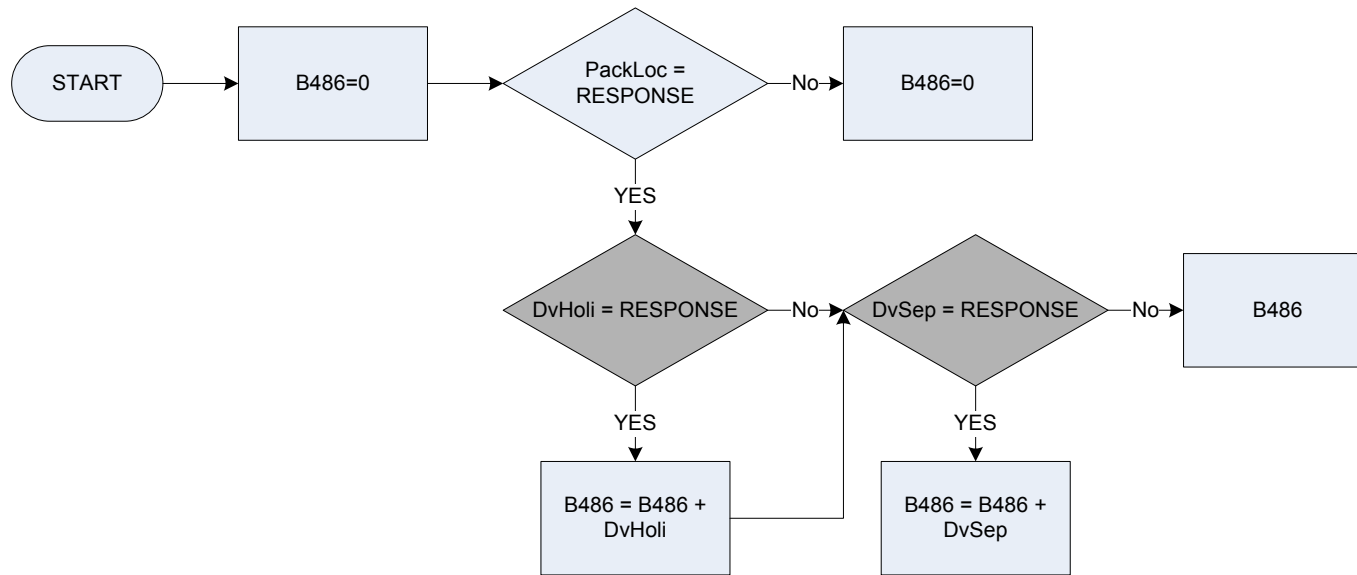 START
B486=0
PackLoc =
RESPONSE
No
B486=0
YES
DvHoli = RESPONSE
No
DvSep = RESPONSE
No
B486
YES
YES
B486 = B486 +
DvHoli
B486 = B486 +
DvSep